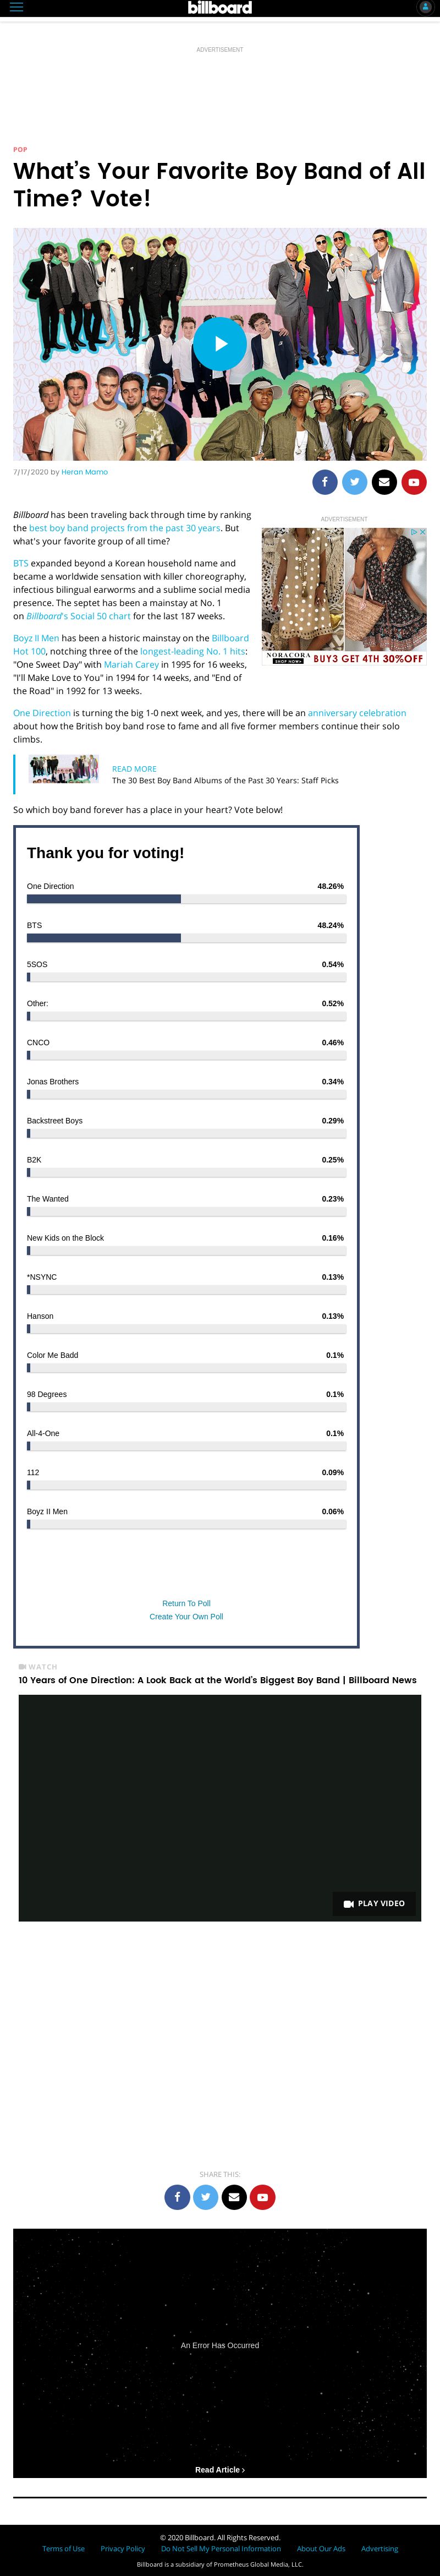 billboard
ADVERTISEMENT
POP
What's Your Favorite Boy Band of All
Time? Vote!
7/17/2020 by Heran Mamo
Billboard has been traveling back through time by ranking
the best boy band projects from the past 30 years. But
what's your favorite group of all time?
ADVERTISEMENT
NORACORA
SHOP NOW>
BUY3 GET 4TH 30%OFF
BTS expanded beyond a Korean household name and
became a worldwide sensation with killer choreography,
infectious bilingual earworms and a sublime social media
presence. The septet has been a mainstay at No. 1
on Billboard's Social 50 chart for the last 187 weeks.
Boyz II Men has been a historic mainstay on the Billboard
Hot 100, notching three of the longest-leading No. 1 hits:
"One Sweet Day" with Mariah Carey in 1995 for 16 weeks,
"I'll Make Love to You" in 1994 for 14 weeks, and "End of
the Road" in 1992 for 13 weeks.
One Direction is turning the big 1-0 next week, and yes, there will be an anniversary celebration
about how the British boy band rose to fame and all five former members continue their solo
climbs.
READ MORE
The 30 Best Boy Band Albums of the Past 30 Years: Staff Picks
So which boy band forever has a place in your heart? Vote below!
Thank you for voting!
One Direction 48.26%
BTS 48.24%
5SOS 0.54%
Other: 0.52%
CNCO 0.46%
Jonas Brothers 0.34%
Backstreet Boys 0.29%
B2K 0.25%
The Wanted 0.23%
New Kids on the Block 0.16%
*NSYNC 0.13%
Hanson 0.13%
Color Me Badd 0.1%
98 Degrees 0.1%
All-4-One 0.1%
112 0.09%
Boyz II Men 0.06%
Return To Poll
Create Your Own Poll
WATCH
10 Years of One Direction: A Look Back at the World's Biggest Boy Band | Billboard News
PLAY VIDEO
SHARE THIS:
An Error Has Occurred
Read Article
© 2020 Billboard. All Rights Reserved.
Terms of Use Privacy Policy Do Not Sell My Personal Information About Our Ads Advertising
Billboard is a subsidiary of Prometheus Global Media, LLC.